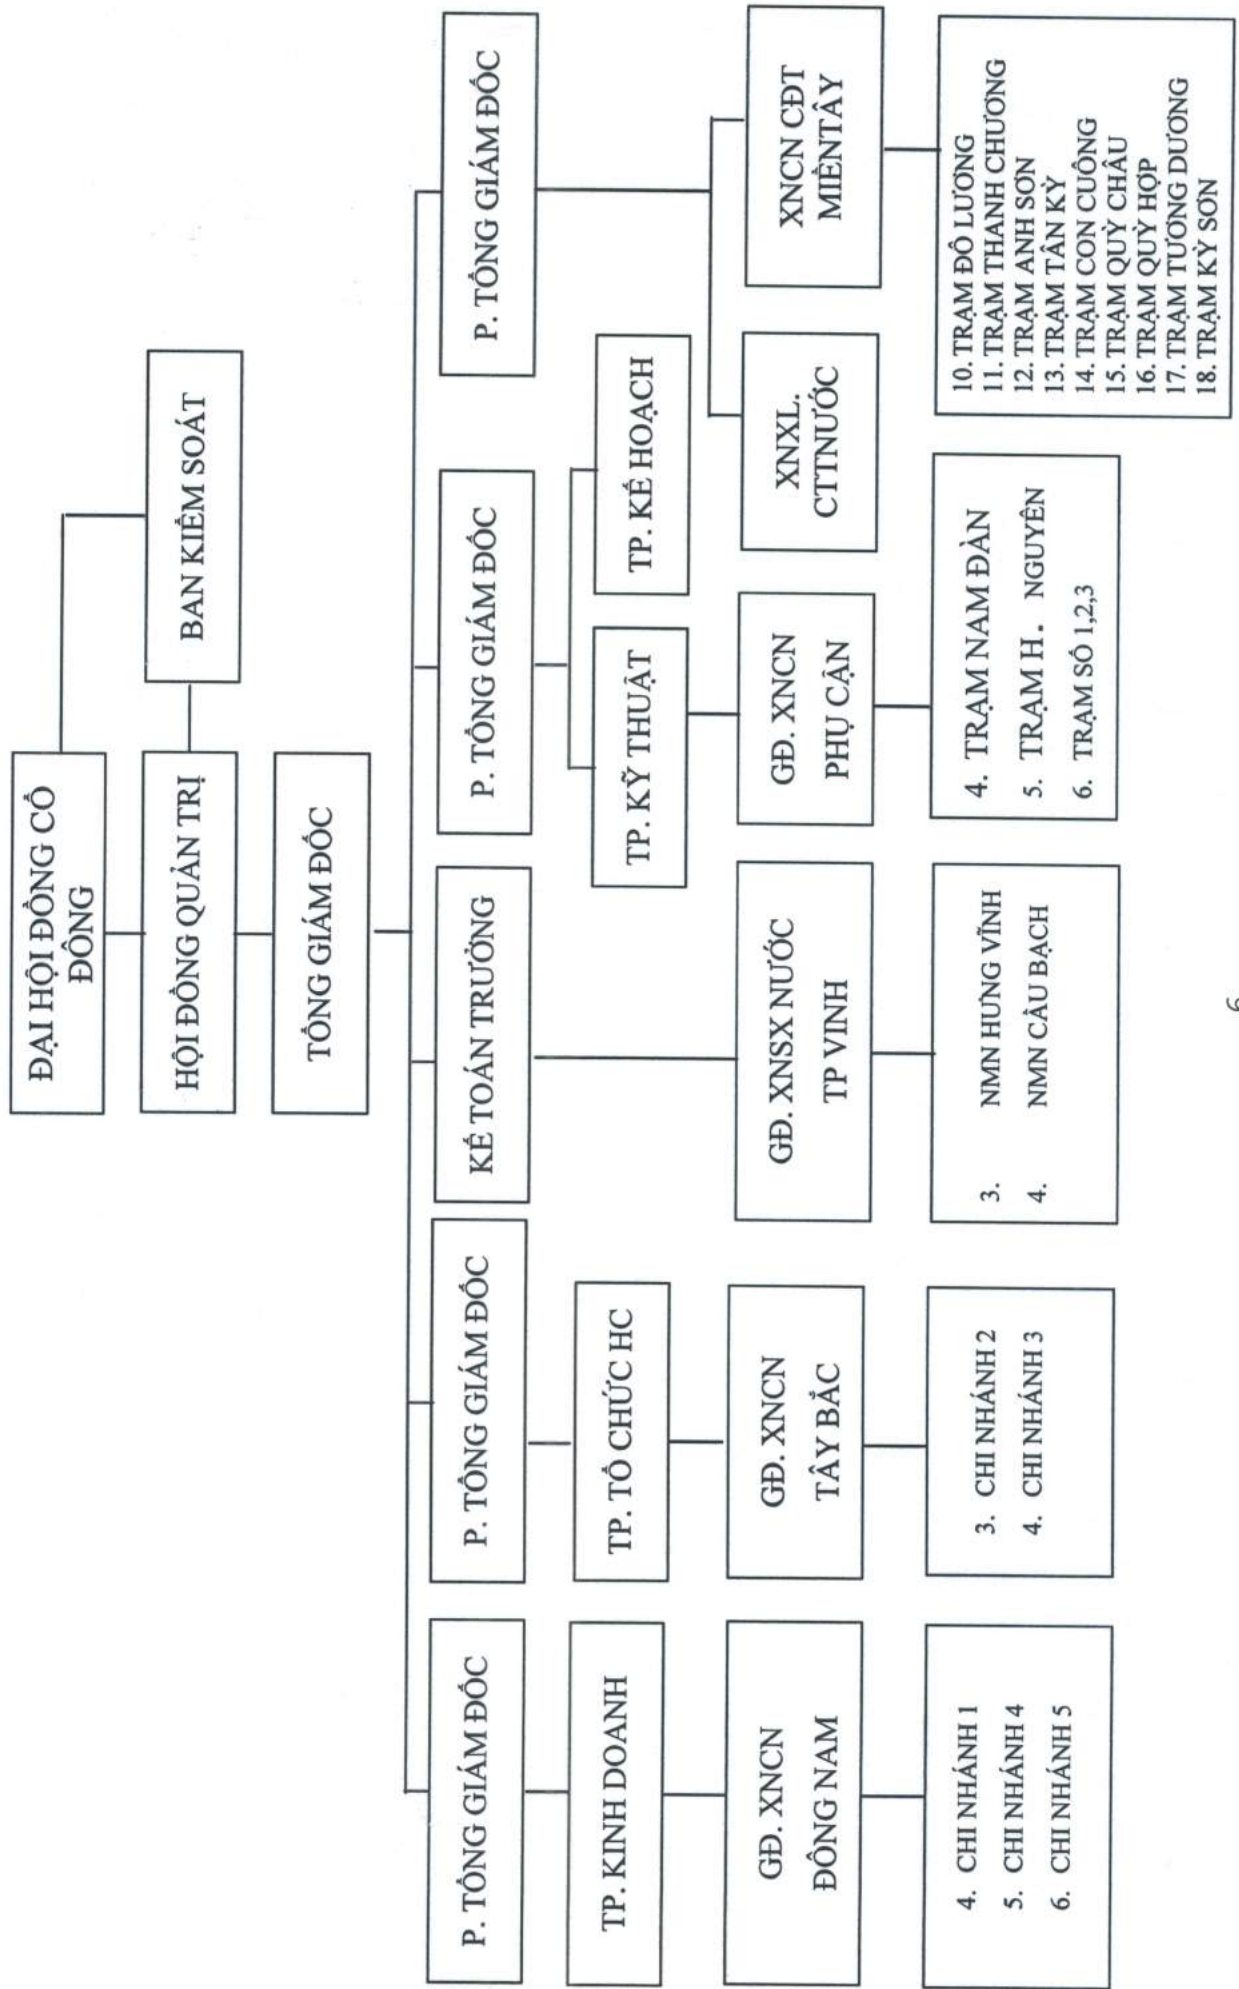 ĐẠI HỘI ĐỒNG CỔ
ĐÔNG
HỘI ĐỒNG QUẢN TRỊ
BAN KIỂM SOÁT
TỔNG GIÁM ĐỐC
P. TỔNG GIÁM ĐỐC
P. TỔNG GIÁM ĐỐC
KẾ TOÁN TRƯỞNG
P. TỔNG GIÁM ĐỐC
P. TỔNG GIÁM ĐỐC
TP. KINH DOANH
TP. TỔ CHỨC HC
TP. KỸ THUẬT
TP. KẾ HOẠCH
GĐ. XNCN
ĐÔNG NAM
GĐ. XNCN
TÂY BẮC
GĐ. XNSX NƯỚC
TP VINH
GĐ. XNCN
PHỤ CẬN
XNXL.
CTTNƯỚC
XNCN CĐT
MIỀNTÂY
4. CHI NHÁNH 1
5. CHI NHÁNH 4
6. CHI NHÁNH 5
3. CHI NHÁNH 2
4. CHI NHÁNH 3
3. NMN HƯNG VĨNH
4. NMN CẦU BẠCH
4. TRẠM NAM ĐÀN
5. TRẠM H. NGUYÊN
6. TRẠM SỐ 1,2,3
10. TRẠM ĐÔ LƯƠNG
11. TRẠM THANH CHƯƠNG
12. TRẠM ANH SƠN
13. TRẠM TÂN KỲ
14. TRẠM CON CUÔNG
15. TRẠM QUỲ CHÂU
16. TRẠM QUỲ HỢP
17. TRẠM TƯƠNG DƯƠNG
18. TRẠM KỲ SƠN
6